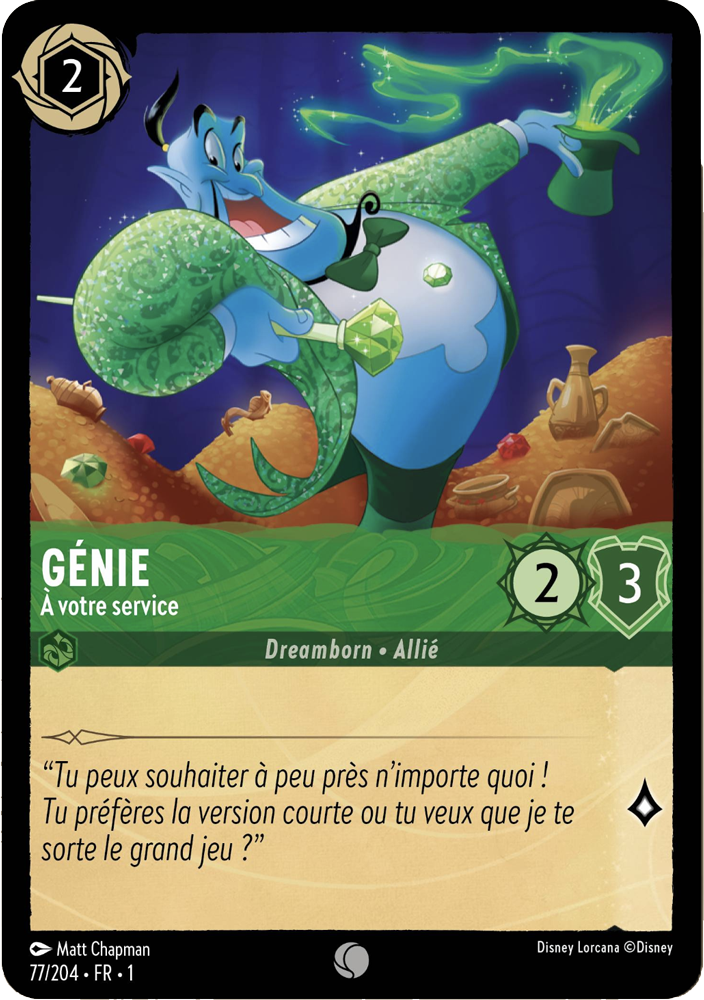 2
GÉNIE
À votre service
2
3
Dreamborn • Allié
“Tu peux souhaiter à peu près n’importe quoi !
Tu préfères la version courte ou tu veux que je te
sorte le grand jeu ?”
Matt Chapman
Disney Lorcana ©Disney
77/204 • FR • 1